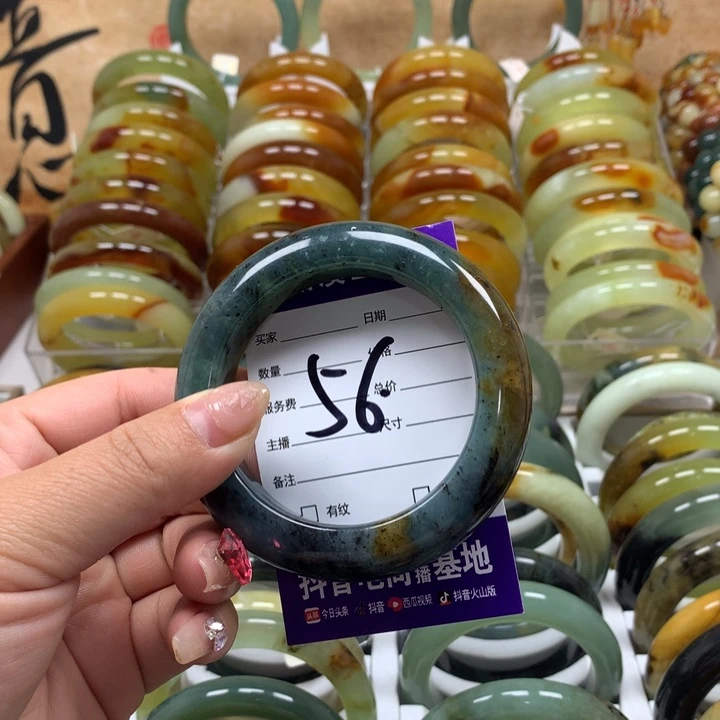 买家 日期
数量 价格
服务费 总价
主播 尺寸
备注
有纹
56
抖音电商直播基地
今日头条 抖音 西瓜视频 抖音火山版